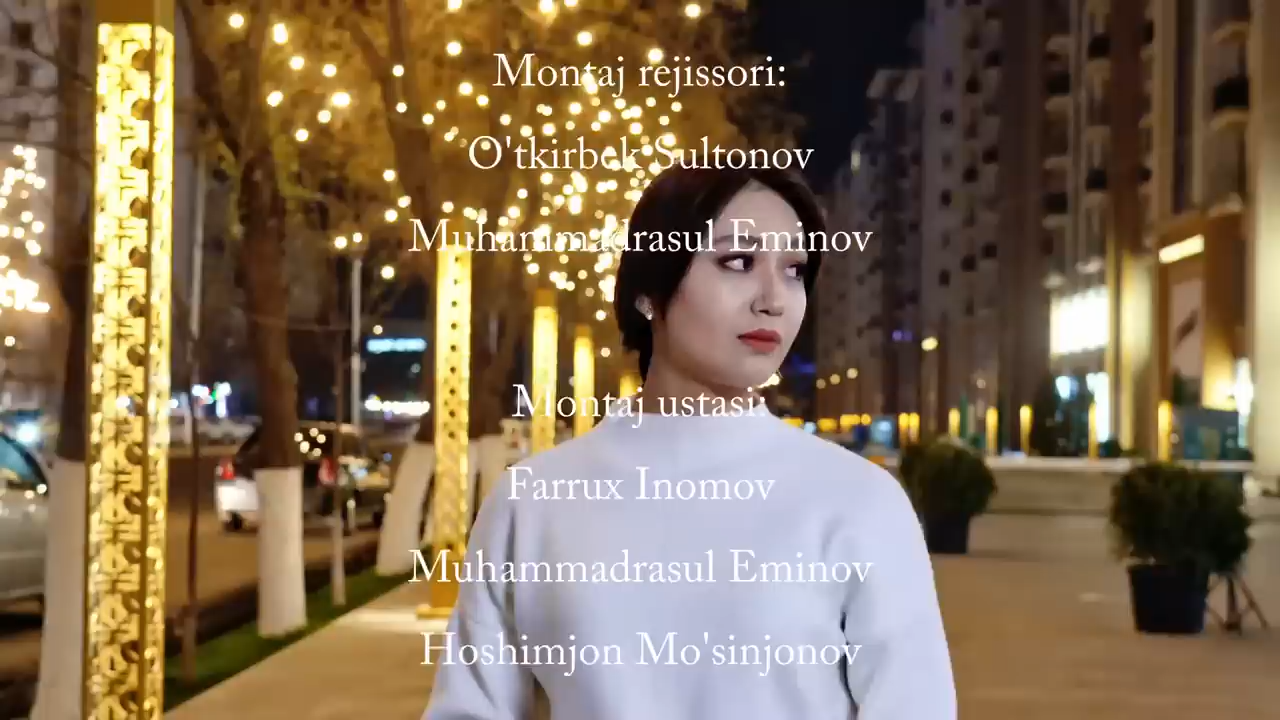 Montaj rejissori:
O'tkirbek Sultonov
Muhammadrasul Eminov
Montaj ustasi:
Farrux Inomov
Muhammadrasul Eminov
Hoshimjon Mo'sinjonov